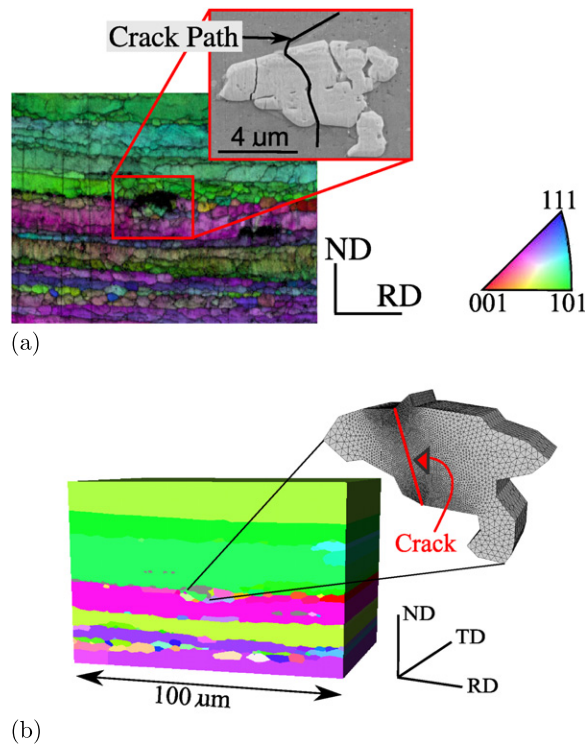 Crack Path
4 µm
ND
RD
111
001
101
(a)
Crack
ND
TD
RD
100 µm
(b)